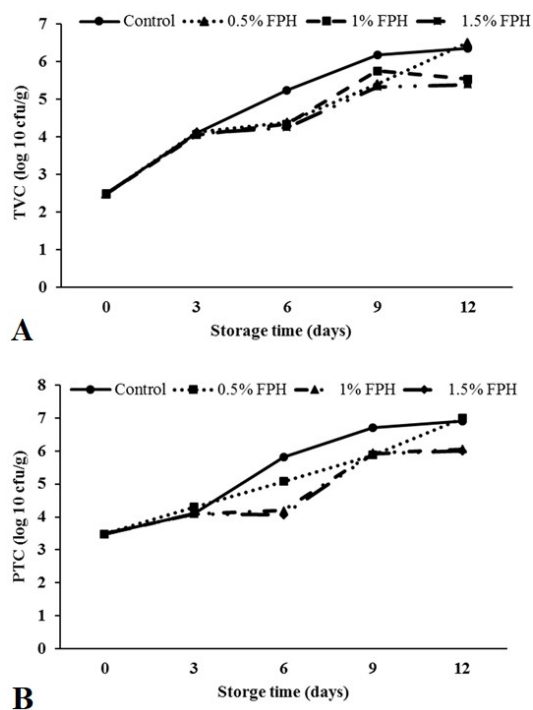 Control 0.5% FPH 1% FPH 1.5% FPH
7
6
5
4
3
2
1
0
TVC (log 10 cfu/g)
0 3 6 9 12
Storage time (days)
A
Control 0.5% FPH 1% FPH 1.5% FPH
8
7
6
5
4
3
2
1
0
PTC (log 10 cfu/g)
0 3 6 9 12
Storge time (days)
B